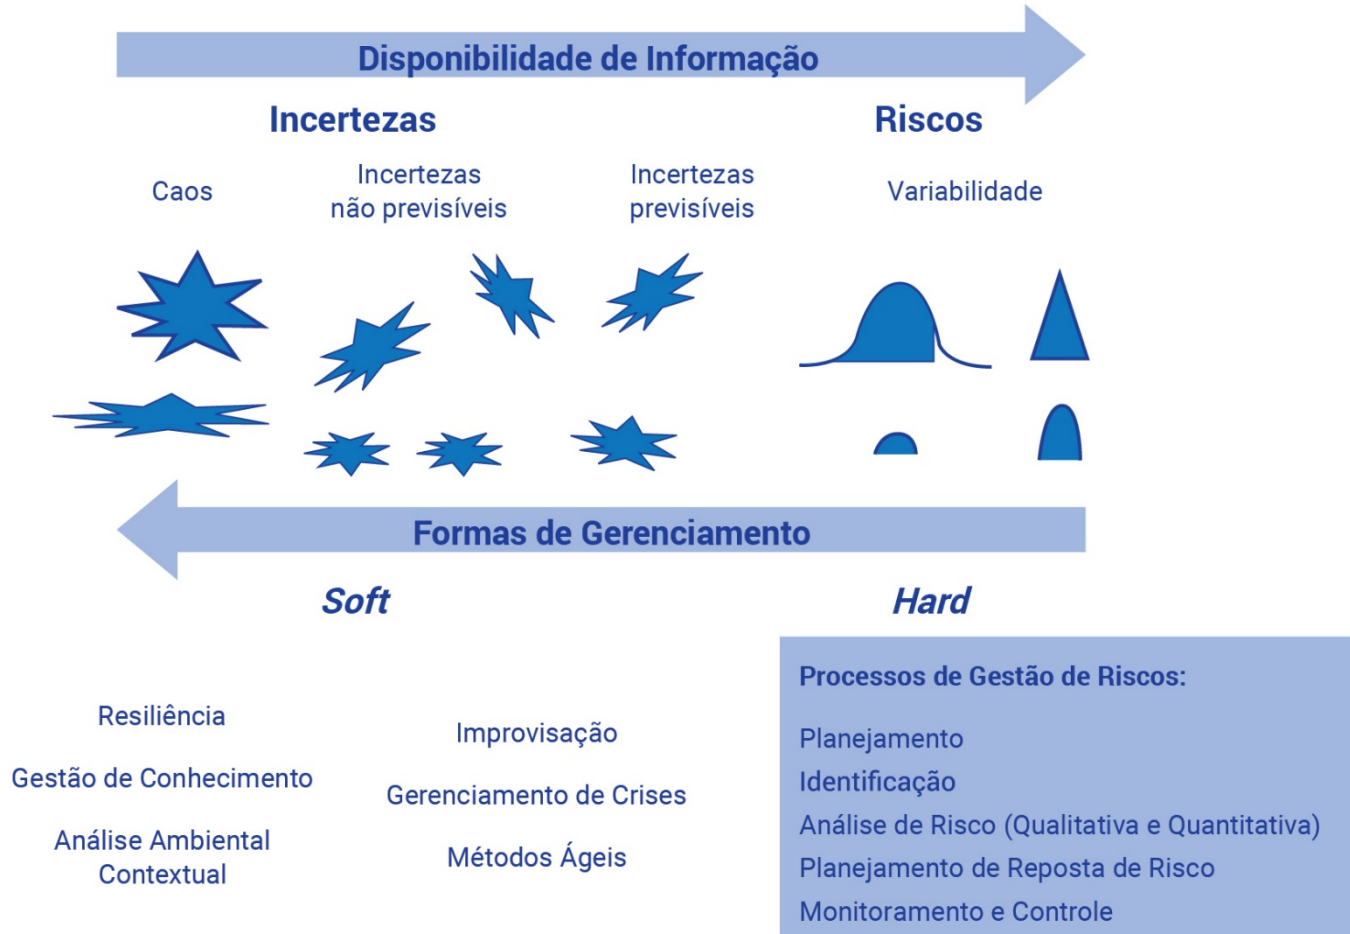 Disponibilidade de Informação
Incertezas
Riscos
Caos
Incertezas
não previsíveis
Incertezas
previsíveis
Variabilidade
Formas de Gerenciamento
Soft
Hard
Resiliência
Gestão de Conhecimento
Análise Ambiental
Contextual
Improvisação
Gerenciamento de Crises
Métodos Ágeis
Processos de Gestão de Riscos:
Planejamento
Identificação
Análise de Risco (Qualitativa e Quantitativa)
Planejamento de Reposta de Risco
Monitoramento e Controle